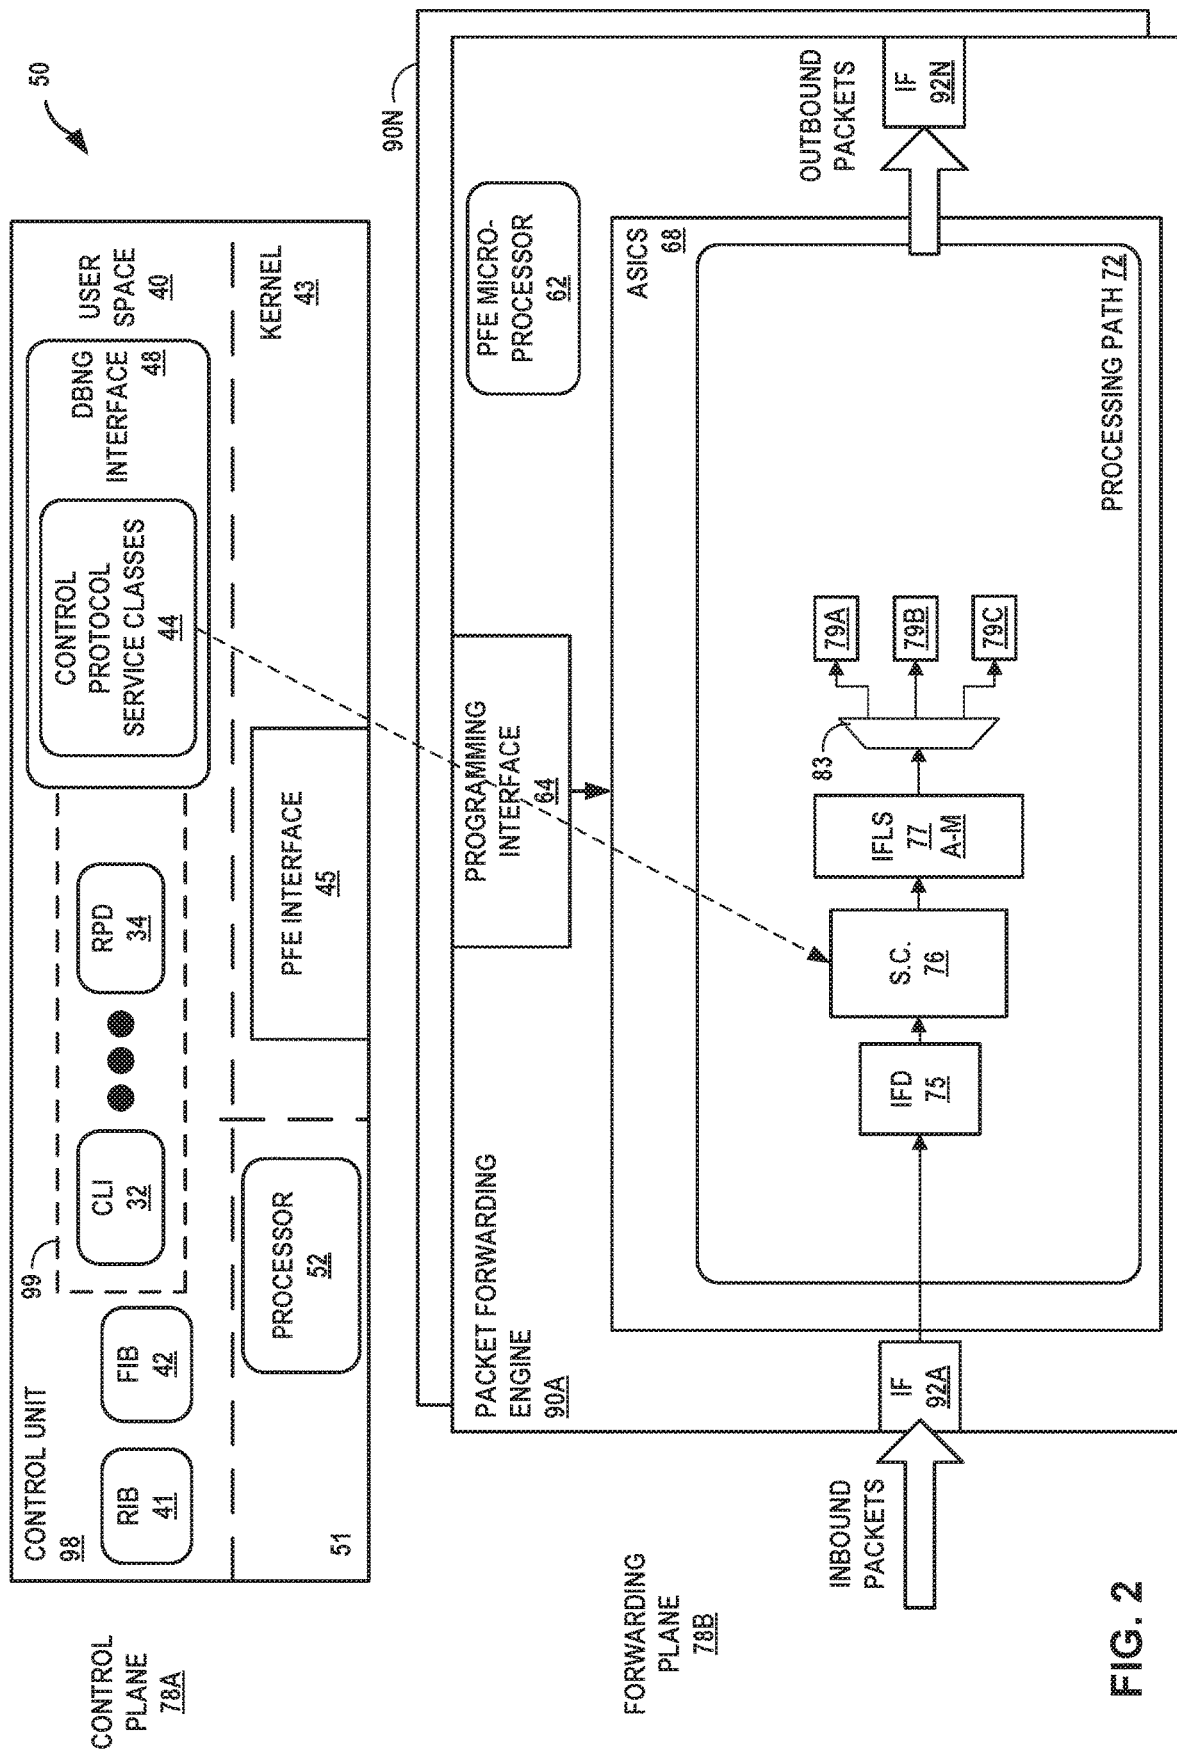 50
CONTROL
PLANE
78A
CONTROL UNIT
98
RIB
41
FIB
42
99
CLI
32
RPD
34
CONTROL
PROTOCOL
SERVICE CLASSES
44
DBNG
INTERFACE
48
USER
SPACE
40
51
PROCESSOR
52
PFE INTERFACE
45
KERNEL
43
FORWARDING
PLANE
78B
90N
PACKET FORWARDING
ENGINE
90A
PROGRAMMING
INTERFACE
64
PFE MICRO-
PROCESSOR
62
ASICS
68
INBOUND
PACKETS
IF
92A
IFD
75
S.C.
76
IFLS
77
A-M
83
79A
79B
79C
PROCESSING PATH 72
OUTBOUND
PACKETS
IF
92N
FIG. 2